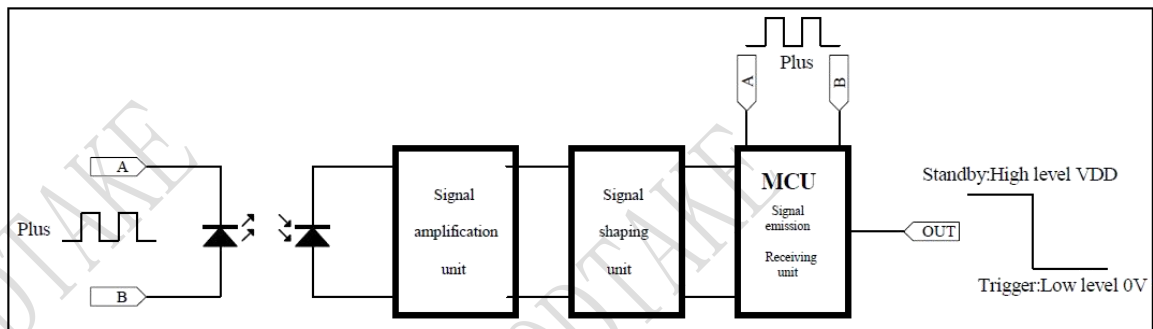 Plus
A
B
A
Plus
B
Signal
amplification
unit
Signal
shaping
unit
MCU
Signal
emission
Receiving
unit
OUT
Standby:High level VDD
Trigger:Low level 0V